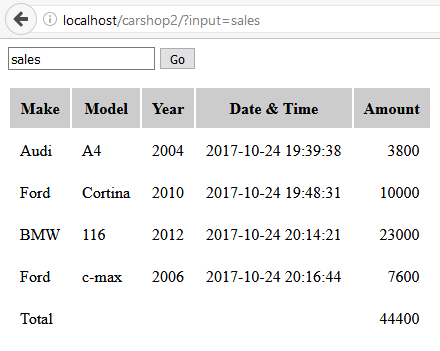 localhost/carshop2/?input=sales
sales Go
Make Model Year Date & Time Amount
Audi A4 2004 2017-10-24 19:39:38 3800
Ford Cortina 2010 2017-10-24 19:48:31 10000
BMW 116 2012 2017-10-24 20:14:21 23000
Ford c-max 2006 2017-10-24 20:16:44 7600
Total 44400